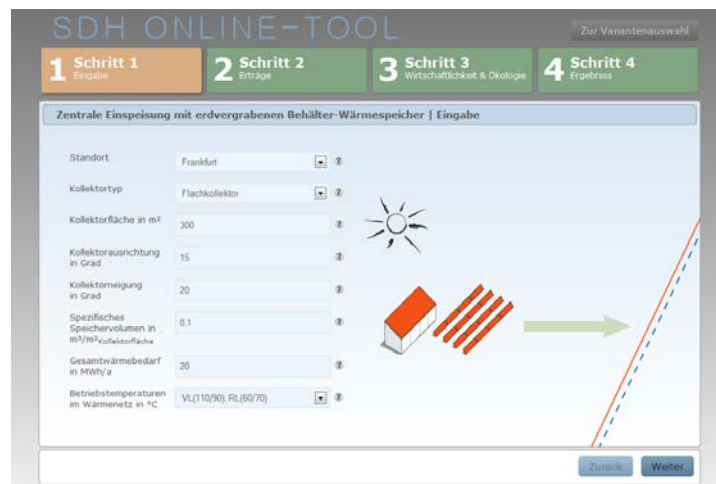 SDH ONLINE-TOOL
Zur Variantenauswahl
1 Schritt 1
Eingabe
2 Schritt 2
Erträge
3 Schritt 3
Wirtschaftlichkeit & Ökologie
4 Schritt 4
Ergebniss
Zentrale Einspeisung mit erdvergrabenen Behälter-Wärmespeicher | Eingabe
Standort
Frankfurt
Kollektortyp
Flachkollektor
Kollektorfläche in m²
300
Kollektorausrichtung
in Grad
15
Kollektorneigung
in Grad
20
Spezifisches
Speichervolumen in
m³/m²Kollektorfläche
0.1
Gesamtwärmebedarf
in MWh/a
20
Betriebstemperaturen
im Wärmenetz in °C
VL(110/90); RL(60/70)
Zurück
Weiter